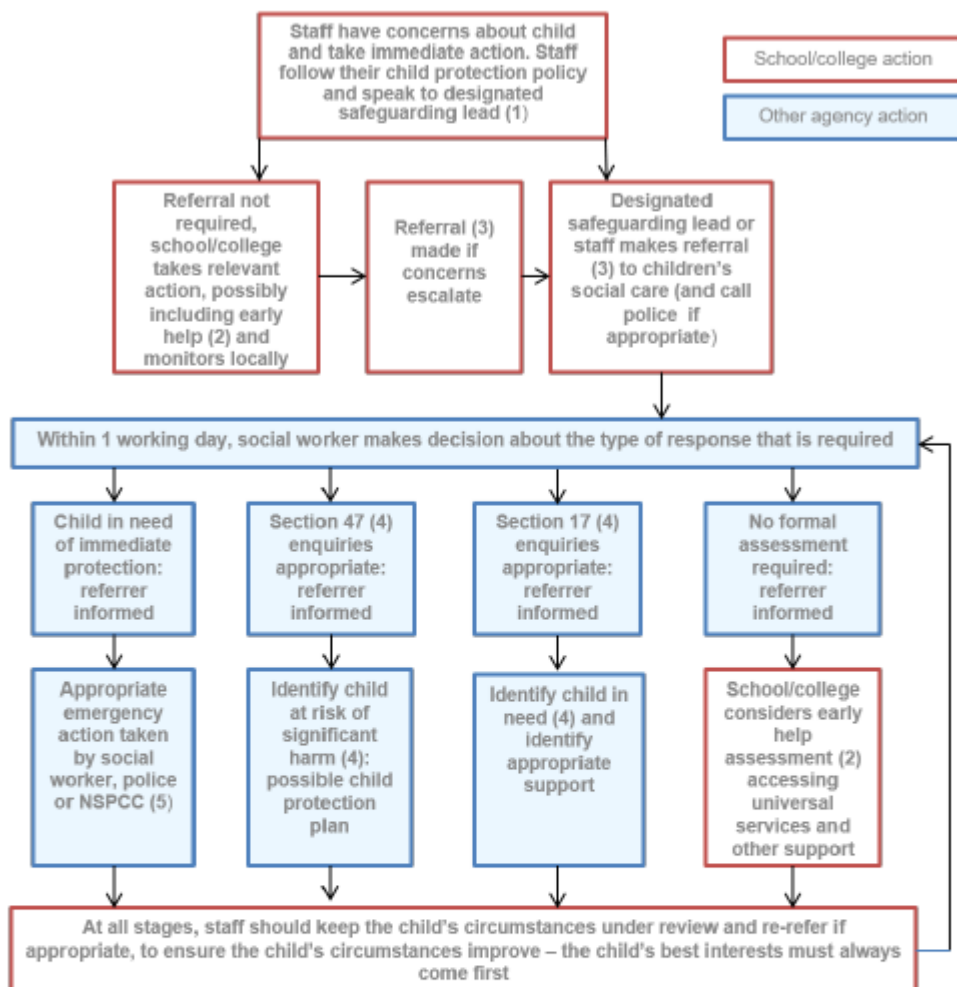 Staff have concerns about child
and take immediate action. Staff
follow their child protection policy
and speak to designated
safeguarding lead (1)
School/college action
Other agency action
Referral not
required,
school/college
takes relevant
action, possibly
including early
help (2) and
monitors locally
Referral (3)
made if
concerns
escalate
Designated
safeguarding lead or
staff makes referral
(3) to children's
social care (and call
police if
appropriate)
Within 1 working day, social worker makes decision about the type of response that is required
Child in need
of immediate
protection:
referrer
informed
Section 47 (4)
enquiries
appropriate:
referrer
informed
Section 17 (4)
enquiries
appropriate:
referrer
informed
No formal
assessment
required:
referrer
informed
Appropriate
emergency
action taken
by social
worker, police
or NSPCC (5)
Identify child
at risk of
significant
harm (4):
possible child
protection
plan
Identify child in
need (4) and
identify
appropriate
support
School/college
considers early
help
assessment (2)
accessing
universal
services and
other support
At all stages, staff should keep the child's circumstances under review and re-refer if
appropriate, to ensure the child's circumstances improve – the child's best interests must always
come first